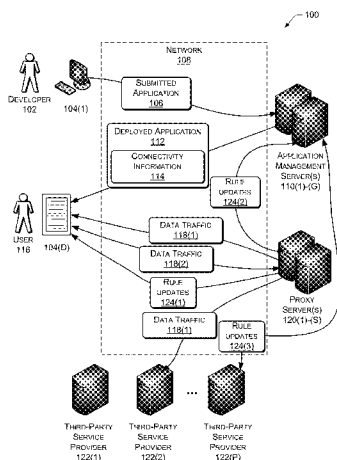 100
NETWORK
108
DEVELOPER
102
104(1)
SUBMITTED
APPLICATION
106
DEPLOYED APPLICATION
112
CONNECTIVITY
INFORMATION
114
APPLICATION
MANAGEMENT
SERVER(S)
110(1)-(G)
RULE
UPDATES
124(2)
USER
116
104(D)
DATA TRAFFIC
118(1)
DATA TRAFFIC
118(2)
RULE
UPDATES
124(1)
DATA TRAFFIC
118(1)
RULE
UPDATES
124(3)
PROXY
SERVER(S)
120(1)-(S)
...
THIRD-PARTY
SERVICE
PROVIDER
122(1)
THIRD-PARTY
SERVICE
PROVIDER
122(2)
THIRD-PARTY
SERVICE
PROVIDER
122(P)